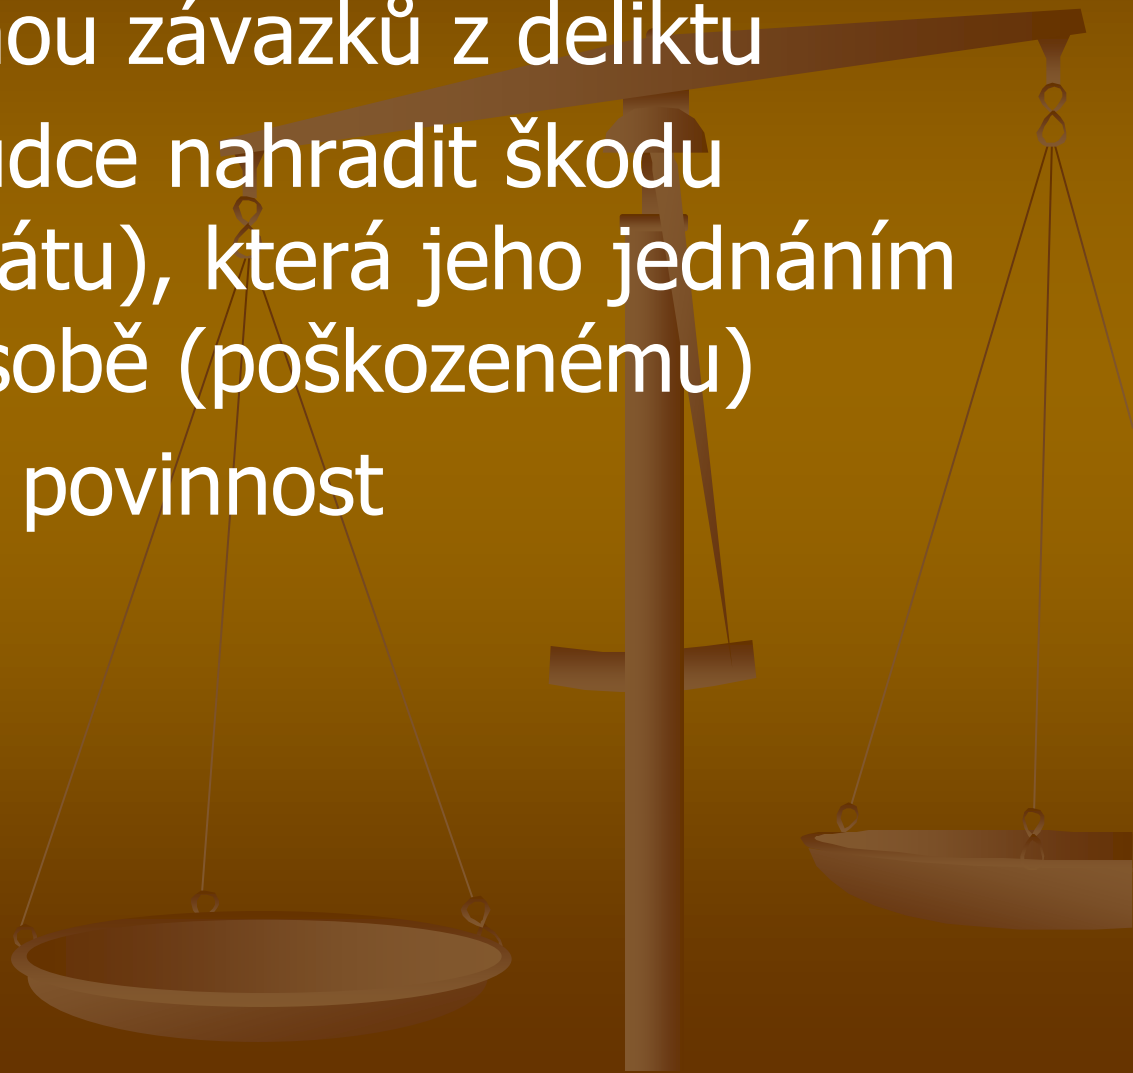 nou závazků z deliktu
udce nahradit škodu
átu), která jeho jednáním
sobě (poškozenému)
povinnost